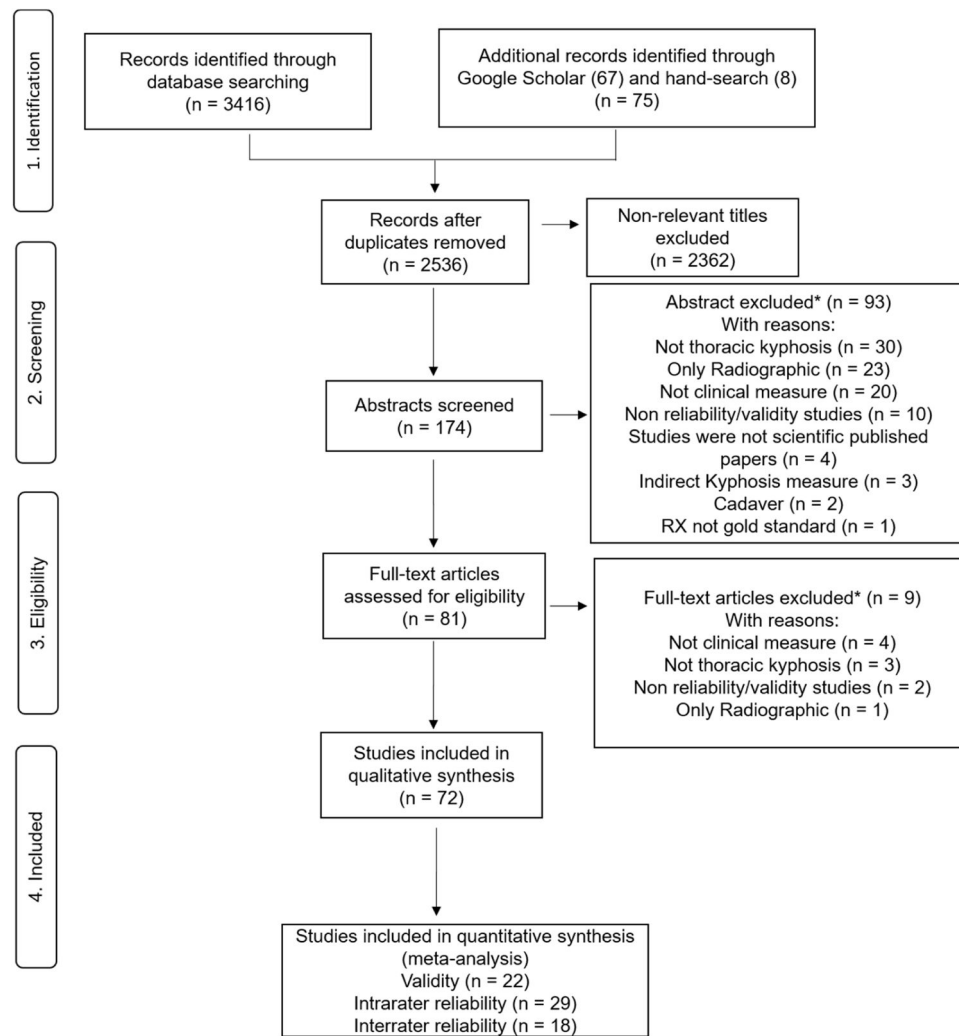 1. Identification
Records identified through
database searching
(n = 3416)
Additional records identified through
Google Scholar (67) and hand-search (8)
n = 75)
Records after
duplicates removed
(n = 2536)
Non-relevant titles
excluded
(n = 2362)
2. Screening
Abstracts screened
(n = 174)
Abstract excluded* (n = 93)
With reasons:
Not thoracic kyphosis (n = 30)
Only Radiographic (n = 23)
Not clinical measure (n = 20)
Non reliability/validity studies (n = 10)
Studies were not scientific published
papers (n = 4)
Indirect Kyphosis measure (n = 3)
Cadaver (n = 2)
RX not gold standard (n = 1)
3. Eligibility
Full-text articles
assessed for eligibility
(n = 81)
Full-text articles excluded* (n = 9)
With reasons:
Not clinical measure (n = 4)
Not thoracic kyphosis (n = 3)
Non reliability/validity studies (n = 2)
Only Radiographic (n = 1)
4. Included
Studies included in
qualitative synthesis
(n = 72)
Studies included in quantitative synthesis
(meta-analysis)
Validity (n = 22)
Intrarater reliability (n = 29)
Interrater reliability (n = 18)